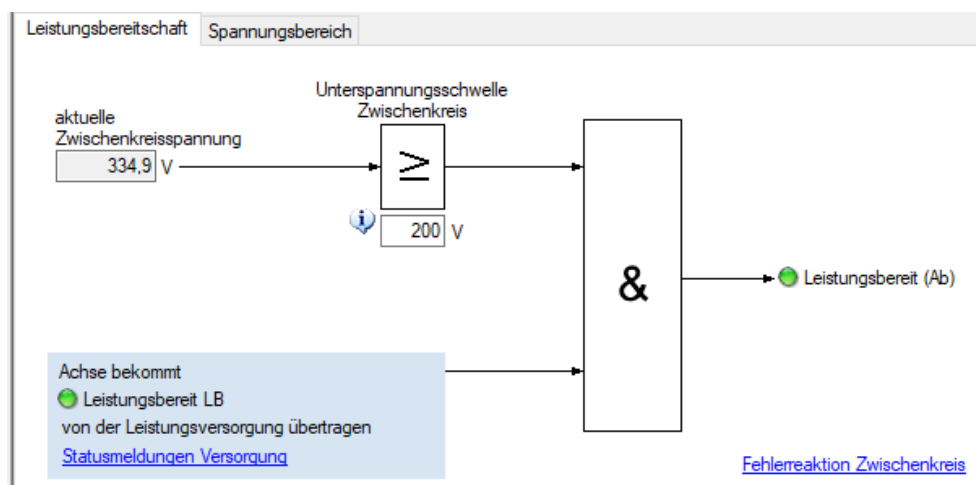 Leistungsbereitschaft Spannungsbereich
Unterspannungsschwelle
Zwischenkreis
aktuelle
Zwischenkreisspannung
334,9 V
≥
200 V
&
Leistungsbereit (Ab)
Achse bekommt
Leistungsbereit LB
von der Leistungsversorgung übertragen
Statusmeldungen Versorgung
Fehlerreaktion Zwischenkreis